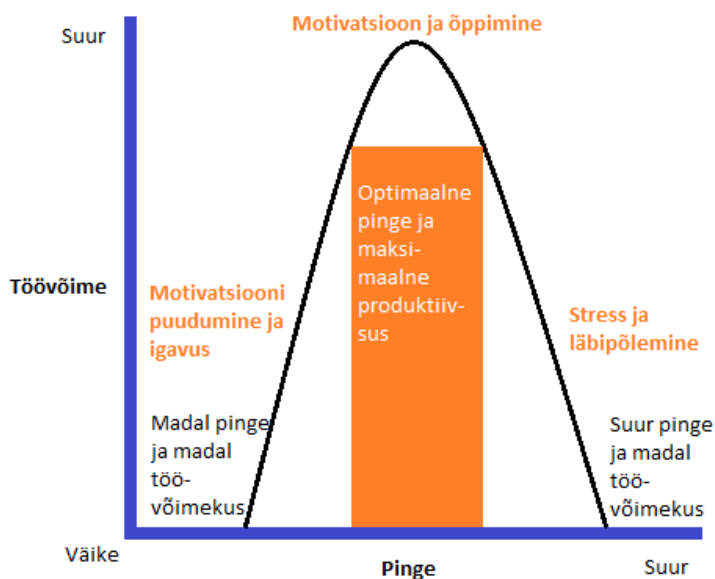 Motivatsioon ja õppimine
Suur
Optimaalne
pinge ja
maksi-
maalne
produktiiv-
sus
Töövõime
Motivatsiooni
puudumine ja
igavus
Stress ja
läbipõlemine
Madal pinge
ja madal
töö-
võimekus
Suur pinge
ja madal
töö-
võimekus
Väike
Pinge
Suur